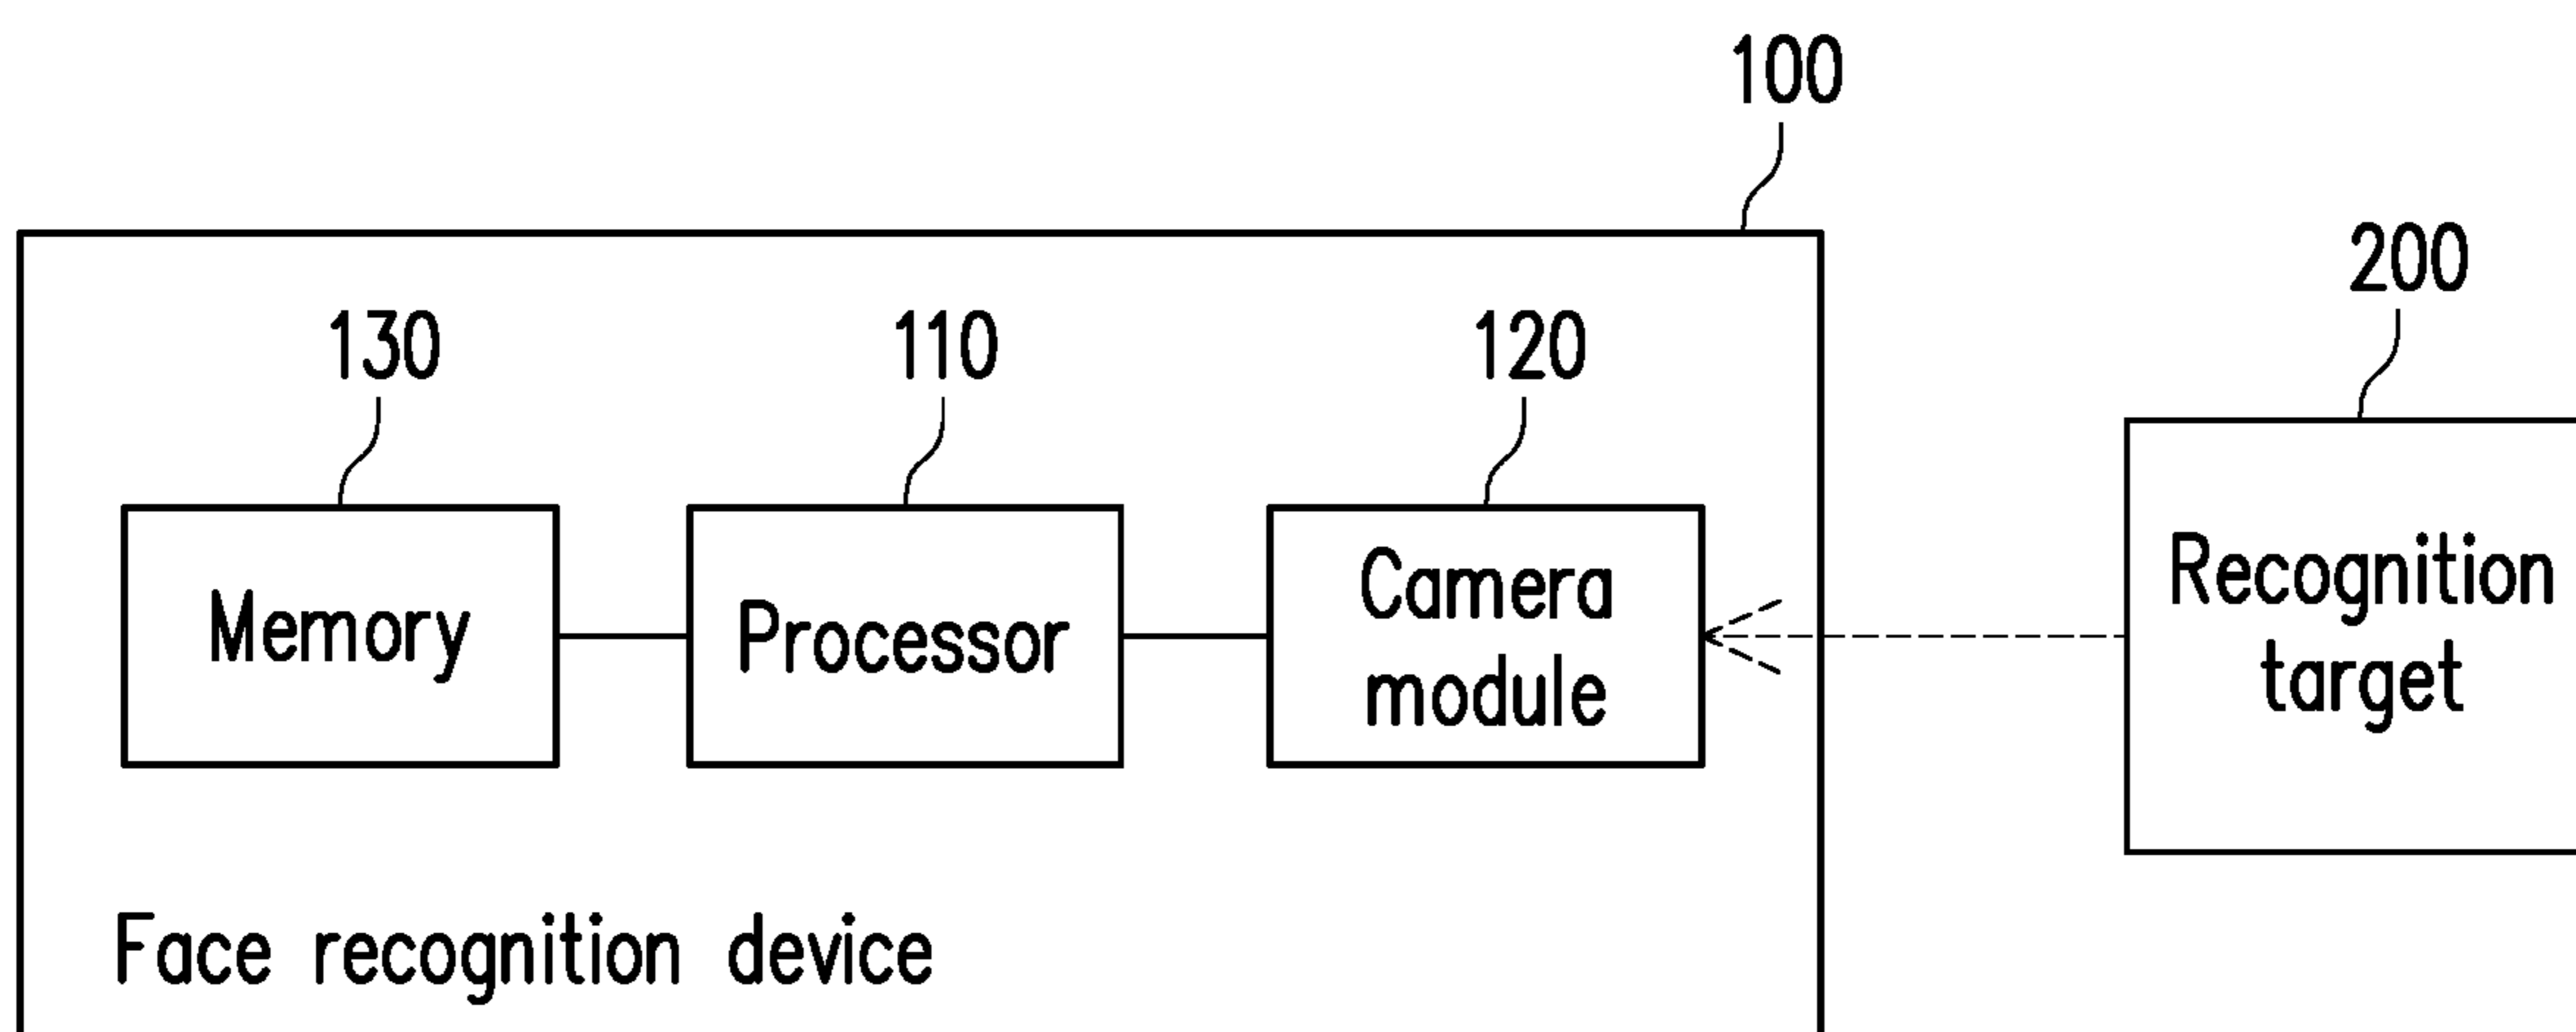 100
200
130
110
120
Memory
Processor
Camera
module
Recognition
target
Face recognition device